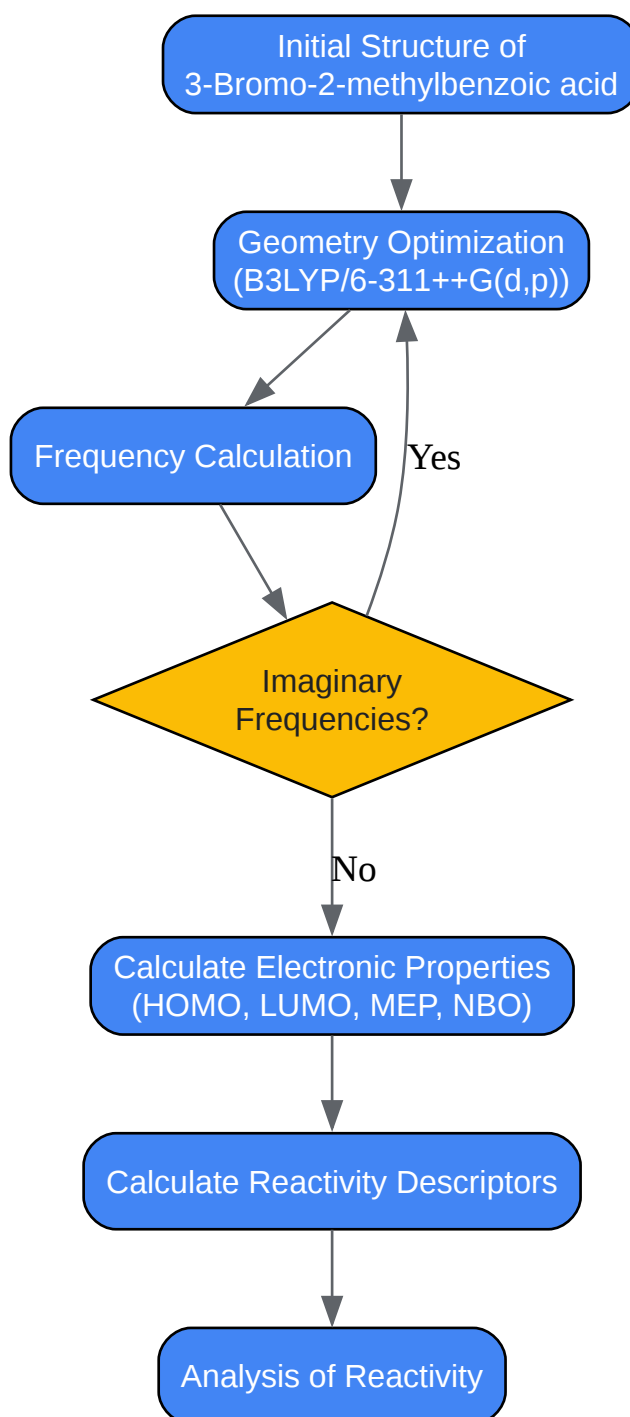 Initial Structure of
3-Bromo-2-methylbenzoic acid
Geometry Optimization
(B3LYP/6-311++G(d,p))
Frequency Calculation
Yes
Imaginary
Frequencies?
No
Calculate Electronic Properties
(HOMO, LUMO, MEP, NBO)
Calculate Reactivity Descriptors
Analysis of Reactivity